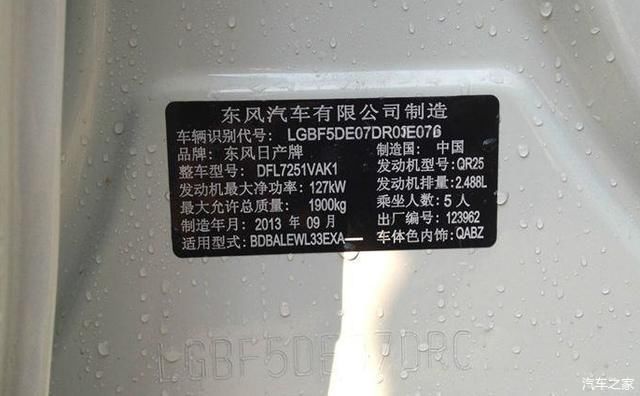 东风汽车有限公司制造
车辆识别代号: LGBF5DE07DR01E076
品牌: 东风日产牌 制造国: 中国
整车型号: DFL7251VAK1 发动机型号: QR25
发动机最大净功率: 127kW 发动机排量: 2.488L
最大允许总质量: 1900kg 乘坐人数: 5 人
制造年月: 2013 年 09 月 出厂编号: 123962
适用型式: BDBALEWL33EXA— 车体色内饰: QABZ
LGBF5DE07DRC
汽车之家